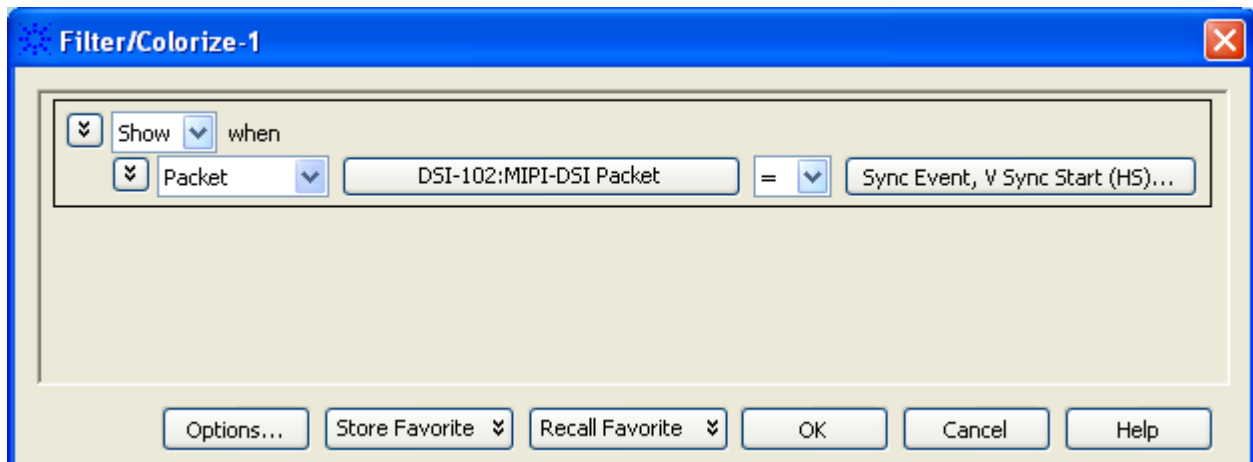 Filter/Colorize-1
Show when
Packet DSI-102:MIPI-DSI Packet = Sync Event, V Sync Start (HS)...
Options... Store Favorite Recall Favorite OK Cancel Help